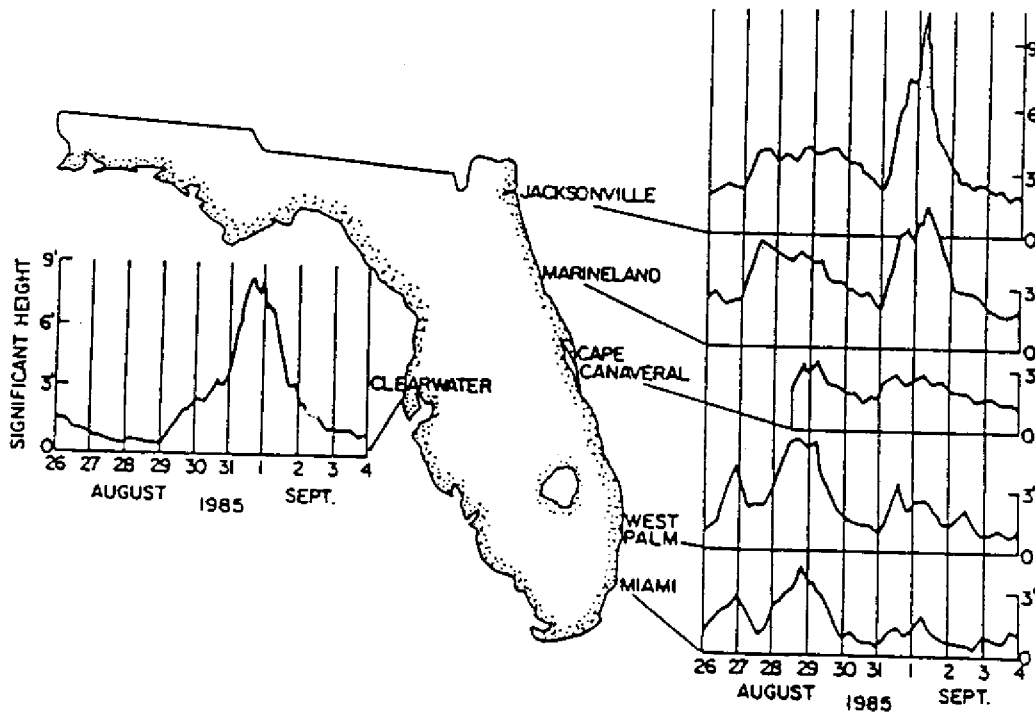 9
6
3
0
JACKSONVILLE
MARINELAND
3
0
CAPE
CANAVERAL
3
0
WEST
PALM
3'
0
MIAMI
3'
0
26 27 28 29 30 31 1 2 3 4
AUGUST 1985 SEPT.
SIGNIFICANT HEIGHT
9'
6'
3'
0
CLEARWATER
26 27 28 29 30 31 1 2 3 4
AUGUST 1985 SEPT.